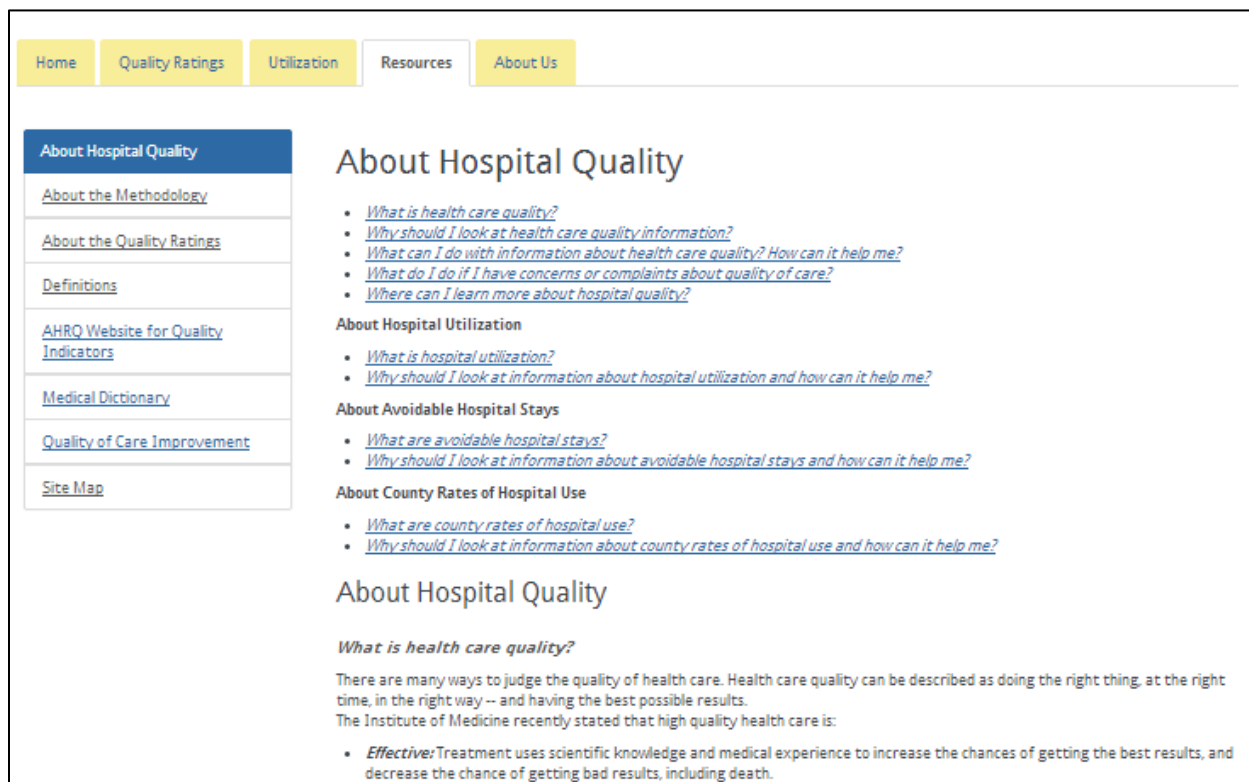 Home Quality Ratings Utilization Resources About Us
About Hospital Quality
About the Methodology
About the Quality Ratings
Definitions
AHRQ Website for Quality
Indicators
Medical Dictionary
Quality of Care Improvement
Site Map
About Hospital Quality
• What is health care quality?
• Why should I look at health care quality information?
• What can I do with information about health care quality? How can it help me?
• What do I do if I have concerns or complaints about quality of care?
• Where can I learn more about hospital quality?
About Hospital Utilization
• What is hospital utilization?
• Why should I look at information about hospital utilization and how can it help me?
About Avoidable Hospital Stays
• What are avoidable hospital stays?
• Why should I look at information about avoidable hospital stays and how can it help me?
About County Rates of Hospital Use
• What are county rates of hospital use?
• Why should I look at information about county rates of hospital use and how can it help me?
About Hospital Quality
What is health care quality?
There are many ways to judge the quality of health care. Health care quality can be described as doing the right thing, at the right
time, in the right way -- and having the best possible results.
The Institute of Medicine recently stated that high quality health care is:
• Effective: Treatment uses scientific knowledge and medical experience to increase the chances of getting the best results, and
decrease the chance of getting bad results, including death.